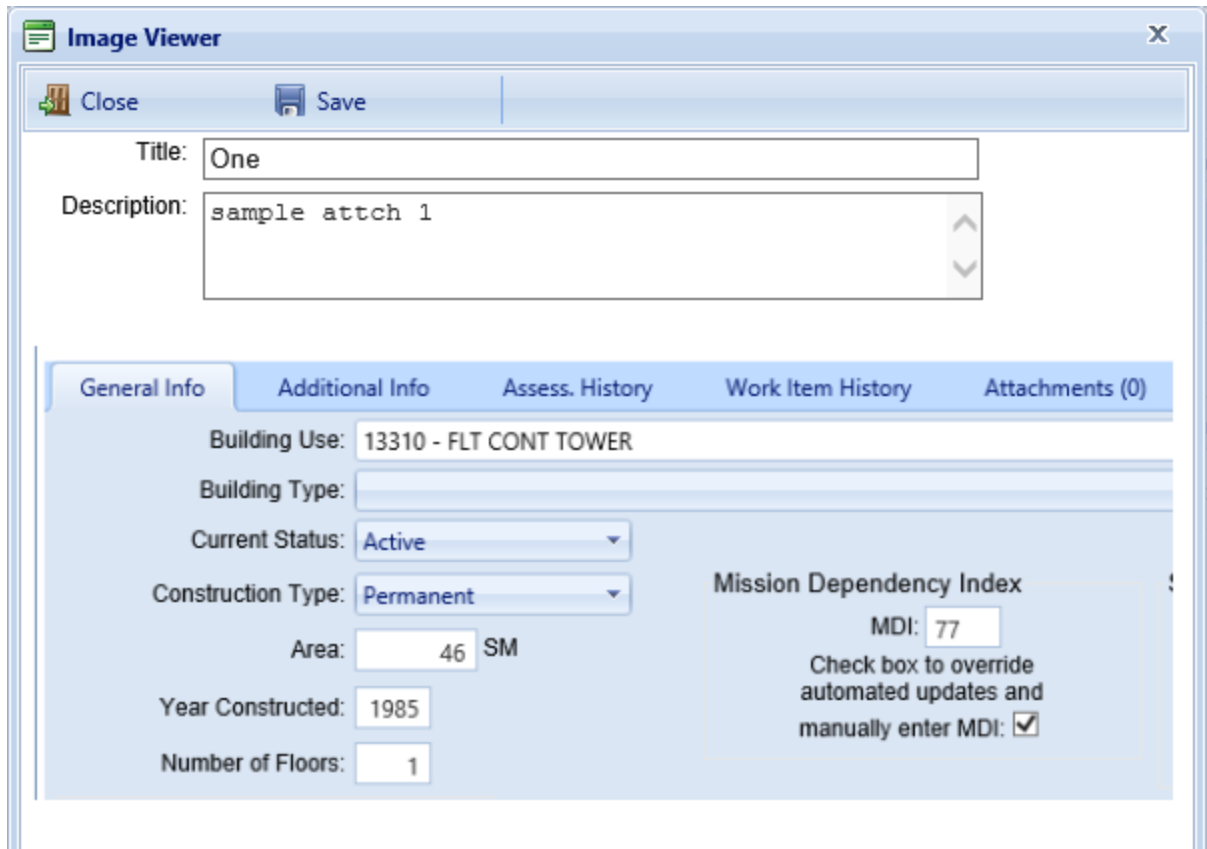 Image Viewer
Close Save
Title: One
Description: sample attch 1
General Info Additional Info Assess. History Work Item History Attachments (0)
Building Use: 13310 - FLT CONT TOWER
Building Type:
Current Status: Active
Construction Type: Permanent
Mission Dependency Index
MDI: 77
Area: 46 SM
Check box to override
automated updates and
manually enter MDI:
Year Constructed: 1985
Number of Floors: 1